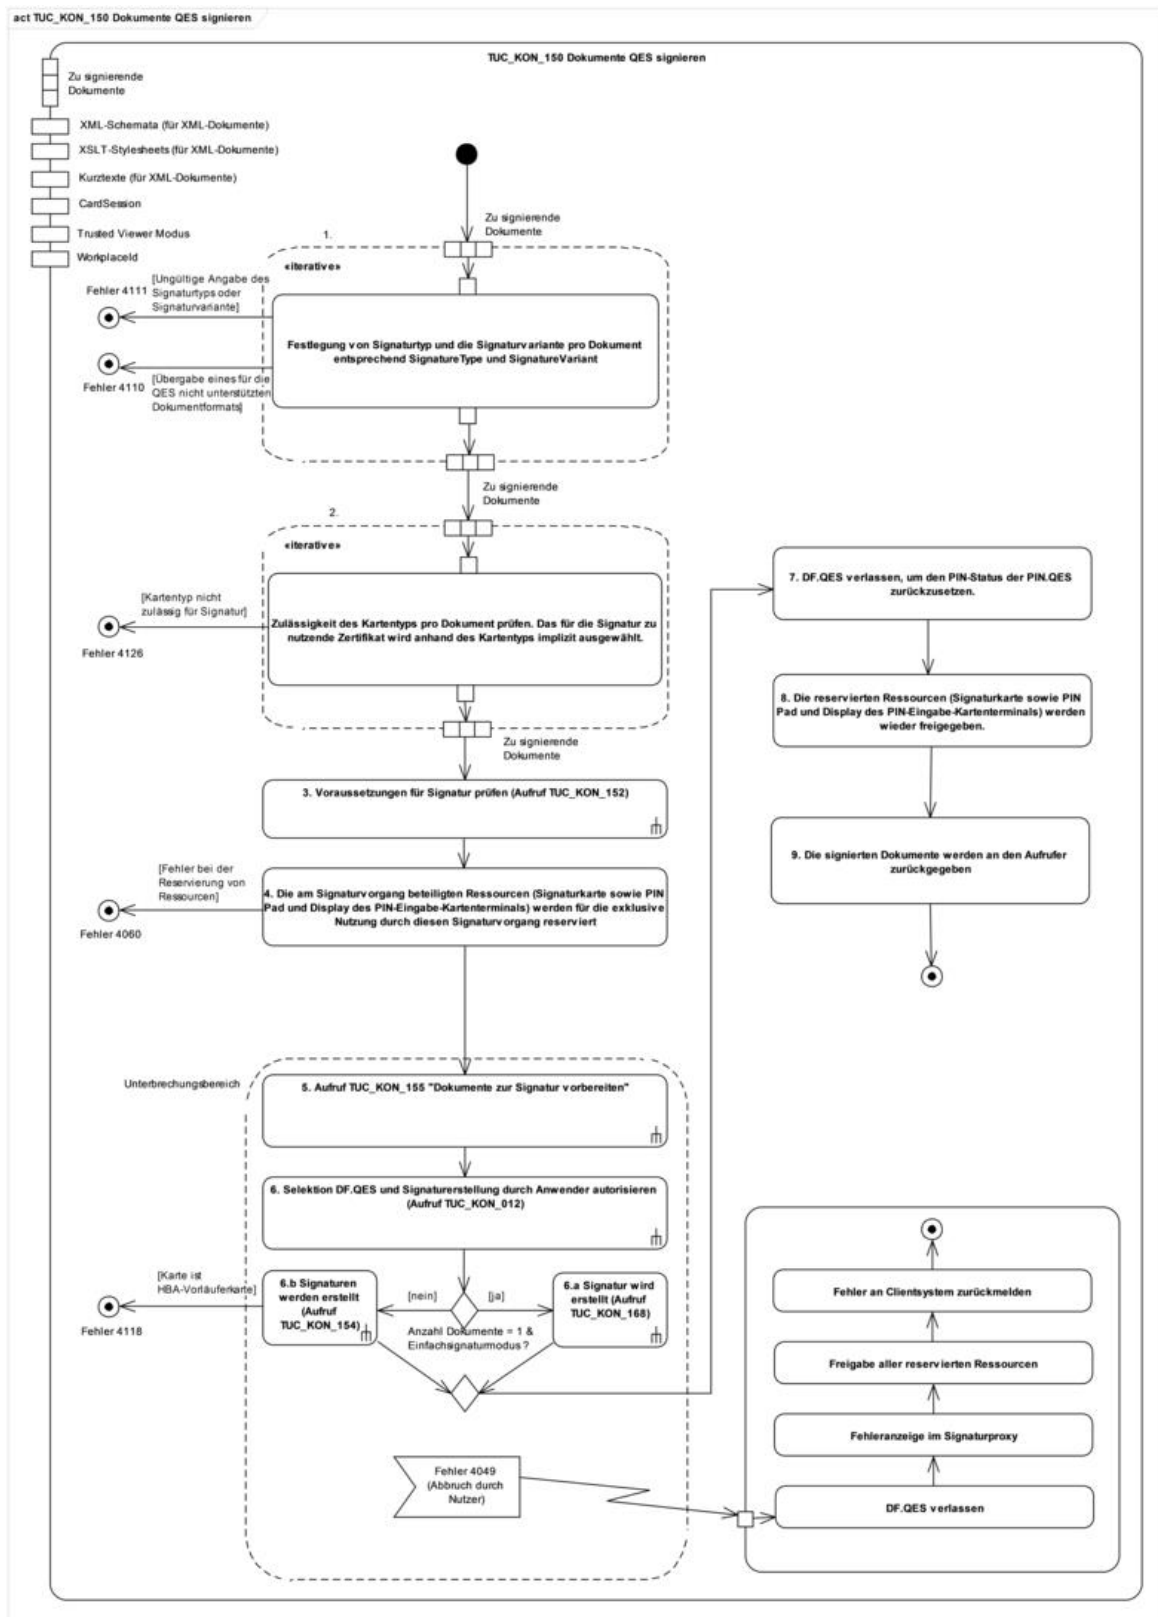 act TUC_KON_150 Dokumente QES signieren
TUC_KON_150 Dokumente QES signieren
Zu signierende
Dokumente
XML-Schemata (für XML-Dokumente)
XSLT-Stylesheets (für XML-Dokumente)
Kurztexte (für XML-Dokumente)
CardSession
Trusted Viewer Modus
WorkplaceId
Zu signierende
Dokumente
1.
«iterative»
[Ungültige Angabe des
Signaturtyps oder
Signaturvariante]
Fehler 4111
Festlegung von Signaturtyp und die Signaturvariante pro Dokument
entsprechend SignatureType und SignatureVariant
Fehler 4110
[Übergabe eines für die
QES nicht unterstützten
Dokumentformats]
Zu signierende
Dokumente
2.
«iterative»
[Kartentyp nicht
zulässig für Signatur]
Fehler 4126
Zulässigkeit des Kartentyps pro Dokument prüfen. Das für die Signatur zu
nutzende Zertifikat wird anhand des Kartentyps implizit ausgewählt.
Zu signierende
Dokumente
3. Voraussetzungen für Signatur prüfen (Aufruf TUC_KON_152)
[Fehler bei der
Reservierung von
Ressourcen]
Fehler 4060
4. Die am Signaturvorgang beteiligten Ressourcen (Signaturkarte sowie PIN
Pad und Display des PIN-Eingabe-Kartenterminals) werden für die exklusive
Nutzung durch diesen Signaturvorgang reserviert
Unterbrechungsbereich
5. Aufruf TUC_KON_155 "Dokumente zur Signatur vorbereiten"
6. Selektion DF.QES und Signaturerstellung durch Anwender autorisieren
(Aufruf TUC_KON_012)
[Karte ist
HBA-Vorläuferkarte]
Fehler 4118
6.b Signaturen
werden erstellt
(Aufruf
TUC_KON_154)
[nein]
[ja]
6.a Signatur wird
erstellt (Aufruf
TUC_KON_168)
Anzahl Dokumente = 1 &
Einfachsignaturmodus ?
Fehler 4049
(Abbruch durch
Nutzer)
7. DF.QES verlassen, um den PIN-Status der PIN.QES
zurückzusetzen.
8. Die reservierten Ressourcen (Signaturkarte sowie PIN
Pad und Display des PIN-Eingabe-Kartenterminals) werden
wieder freigegeben.
9. Die signierten Dokumente werden an den Aufrufer
zurückgegeben
Fehler an Clientsystem zurückmelden
Freigabe aller reservierten Ressourcen
Fehleranzeige im Signaturproxy
DF.QES verlassen